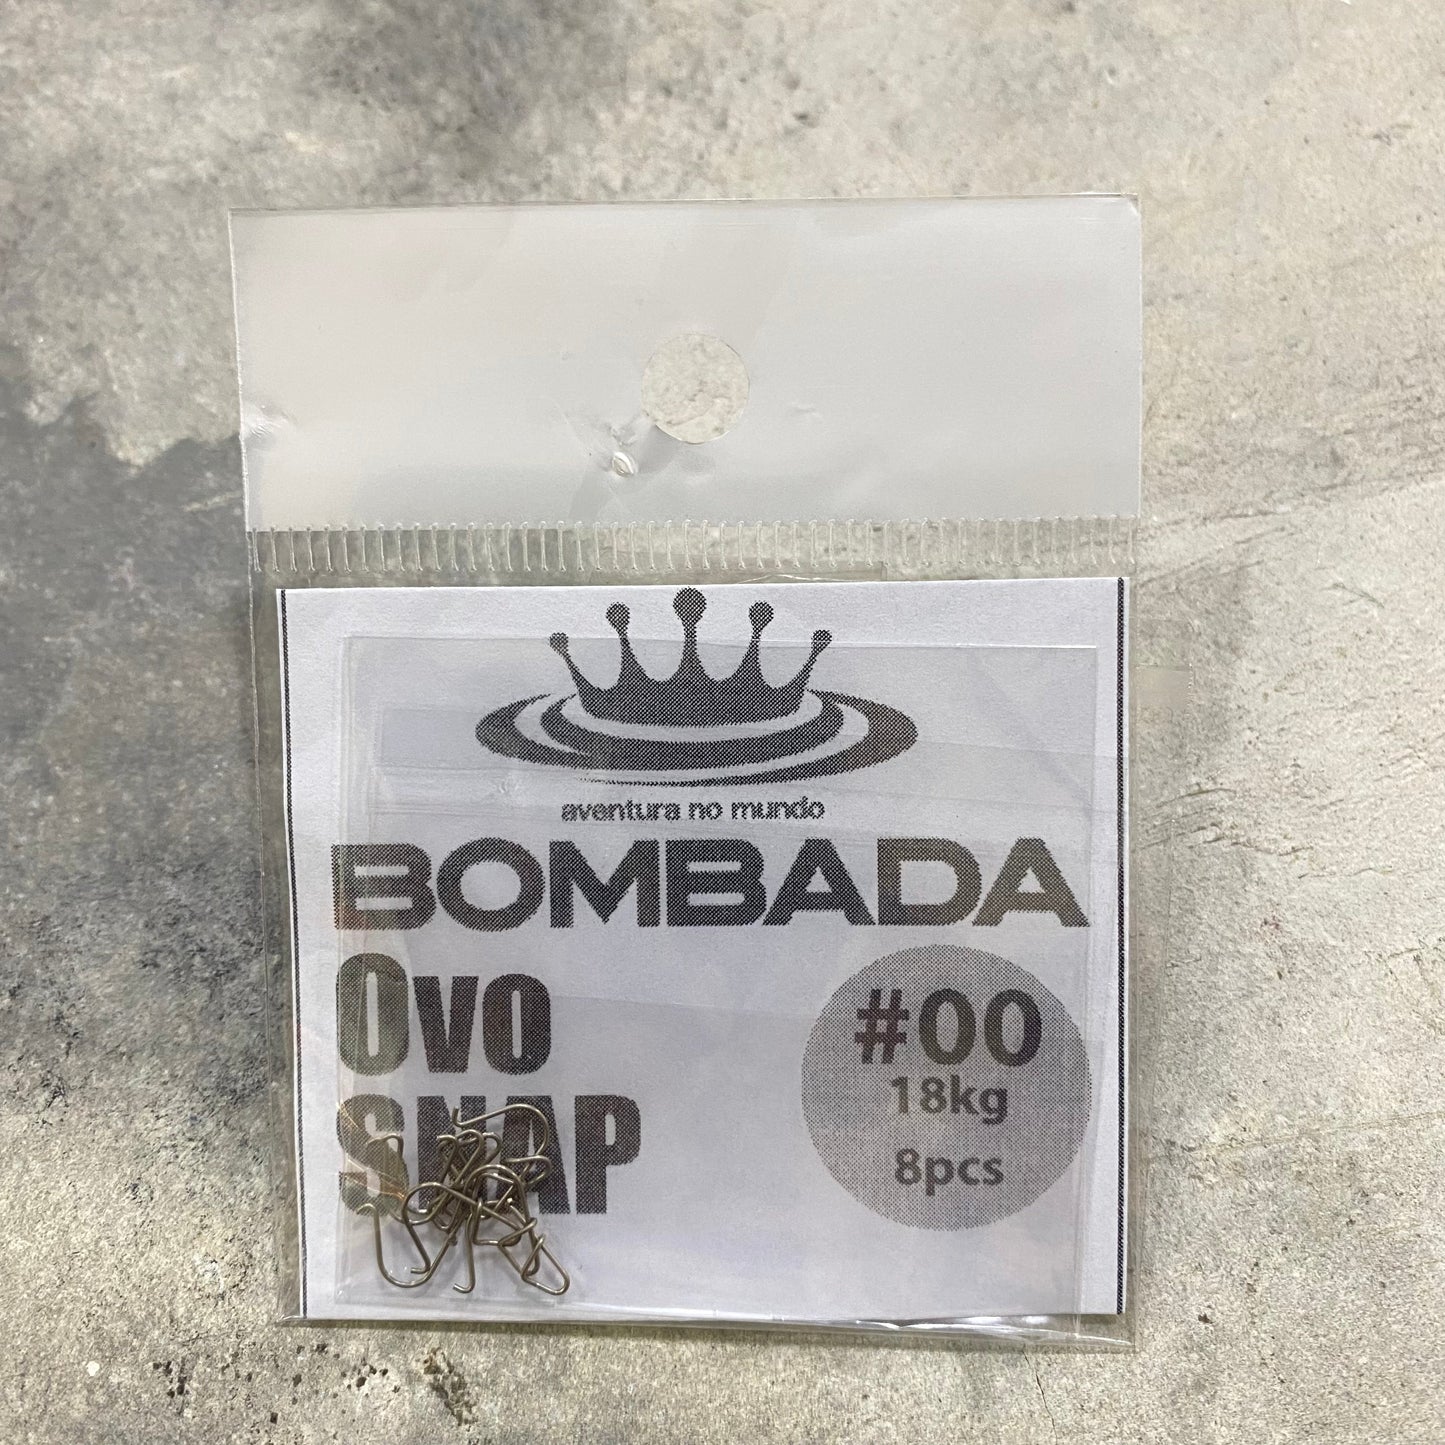 aventura no mundo
BOMBADA
Ovo
SNAP
#00
18kg
8pcs